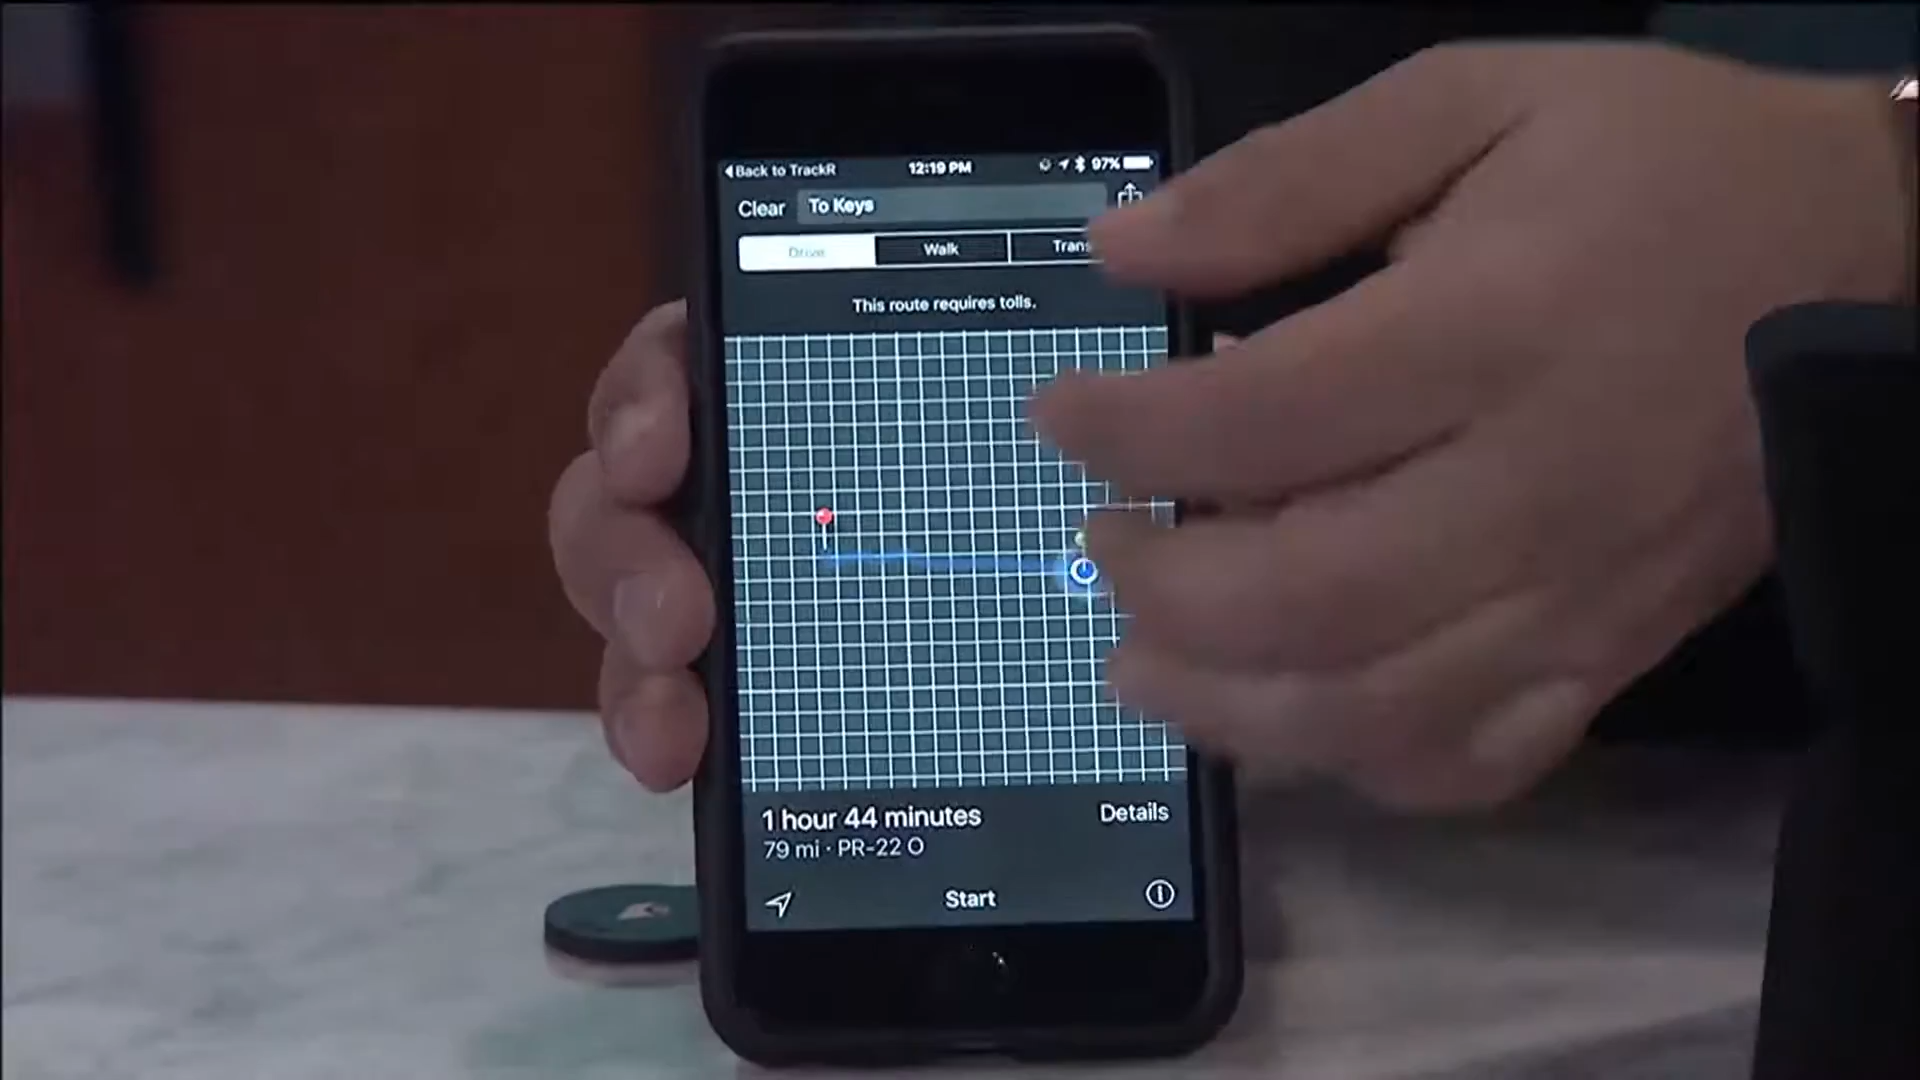 Back to TrackR 12:19 PM 97%
Clear To Keys
Drive Walk Trans
This route requires tolls.
1 hour 44 minutes Details
79 mi · PR-22 O
Start